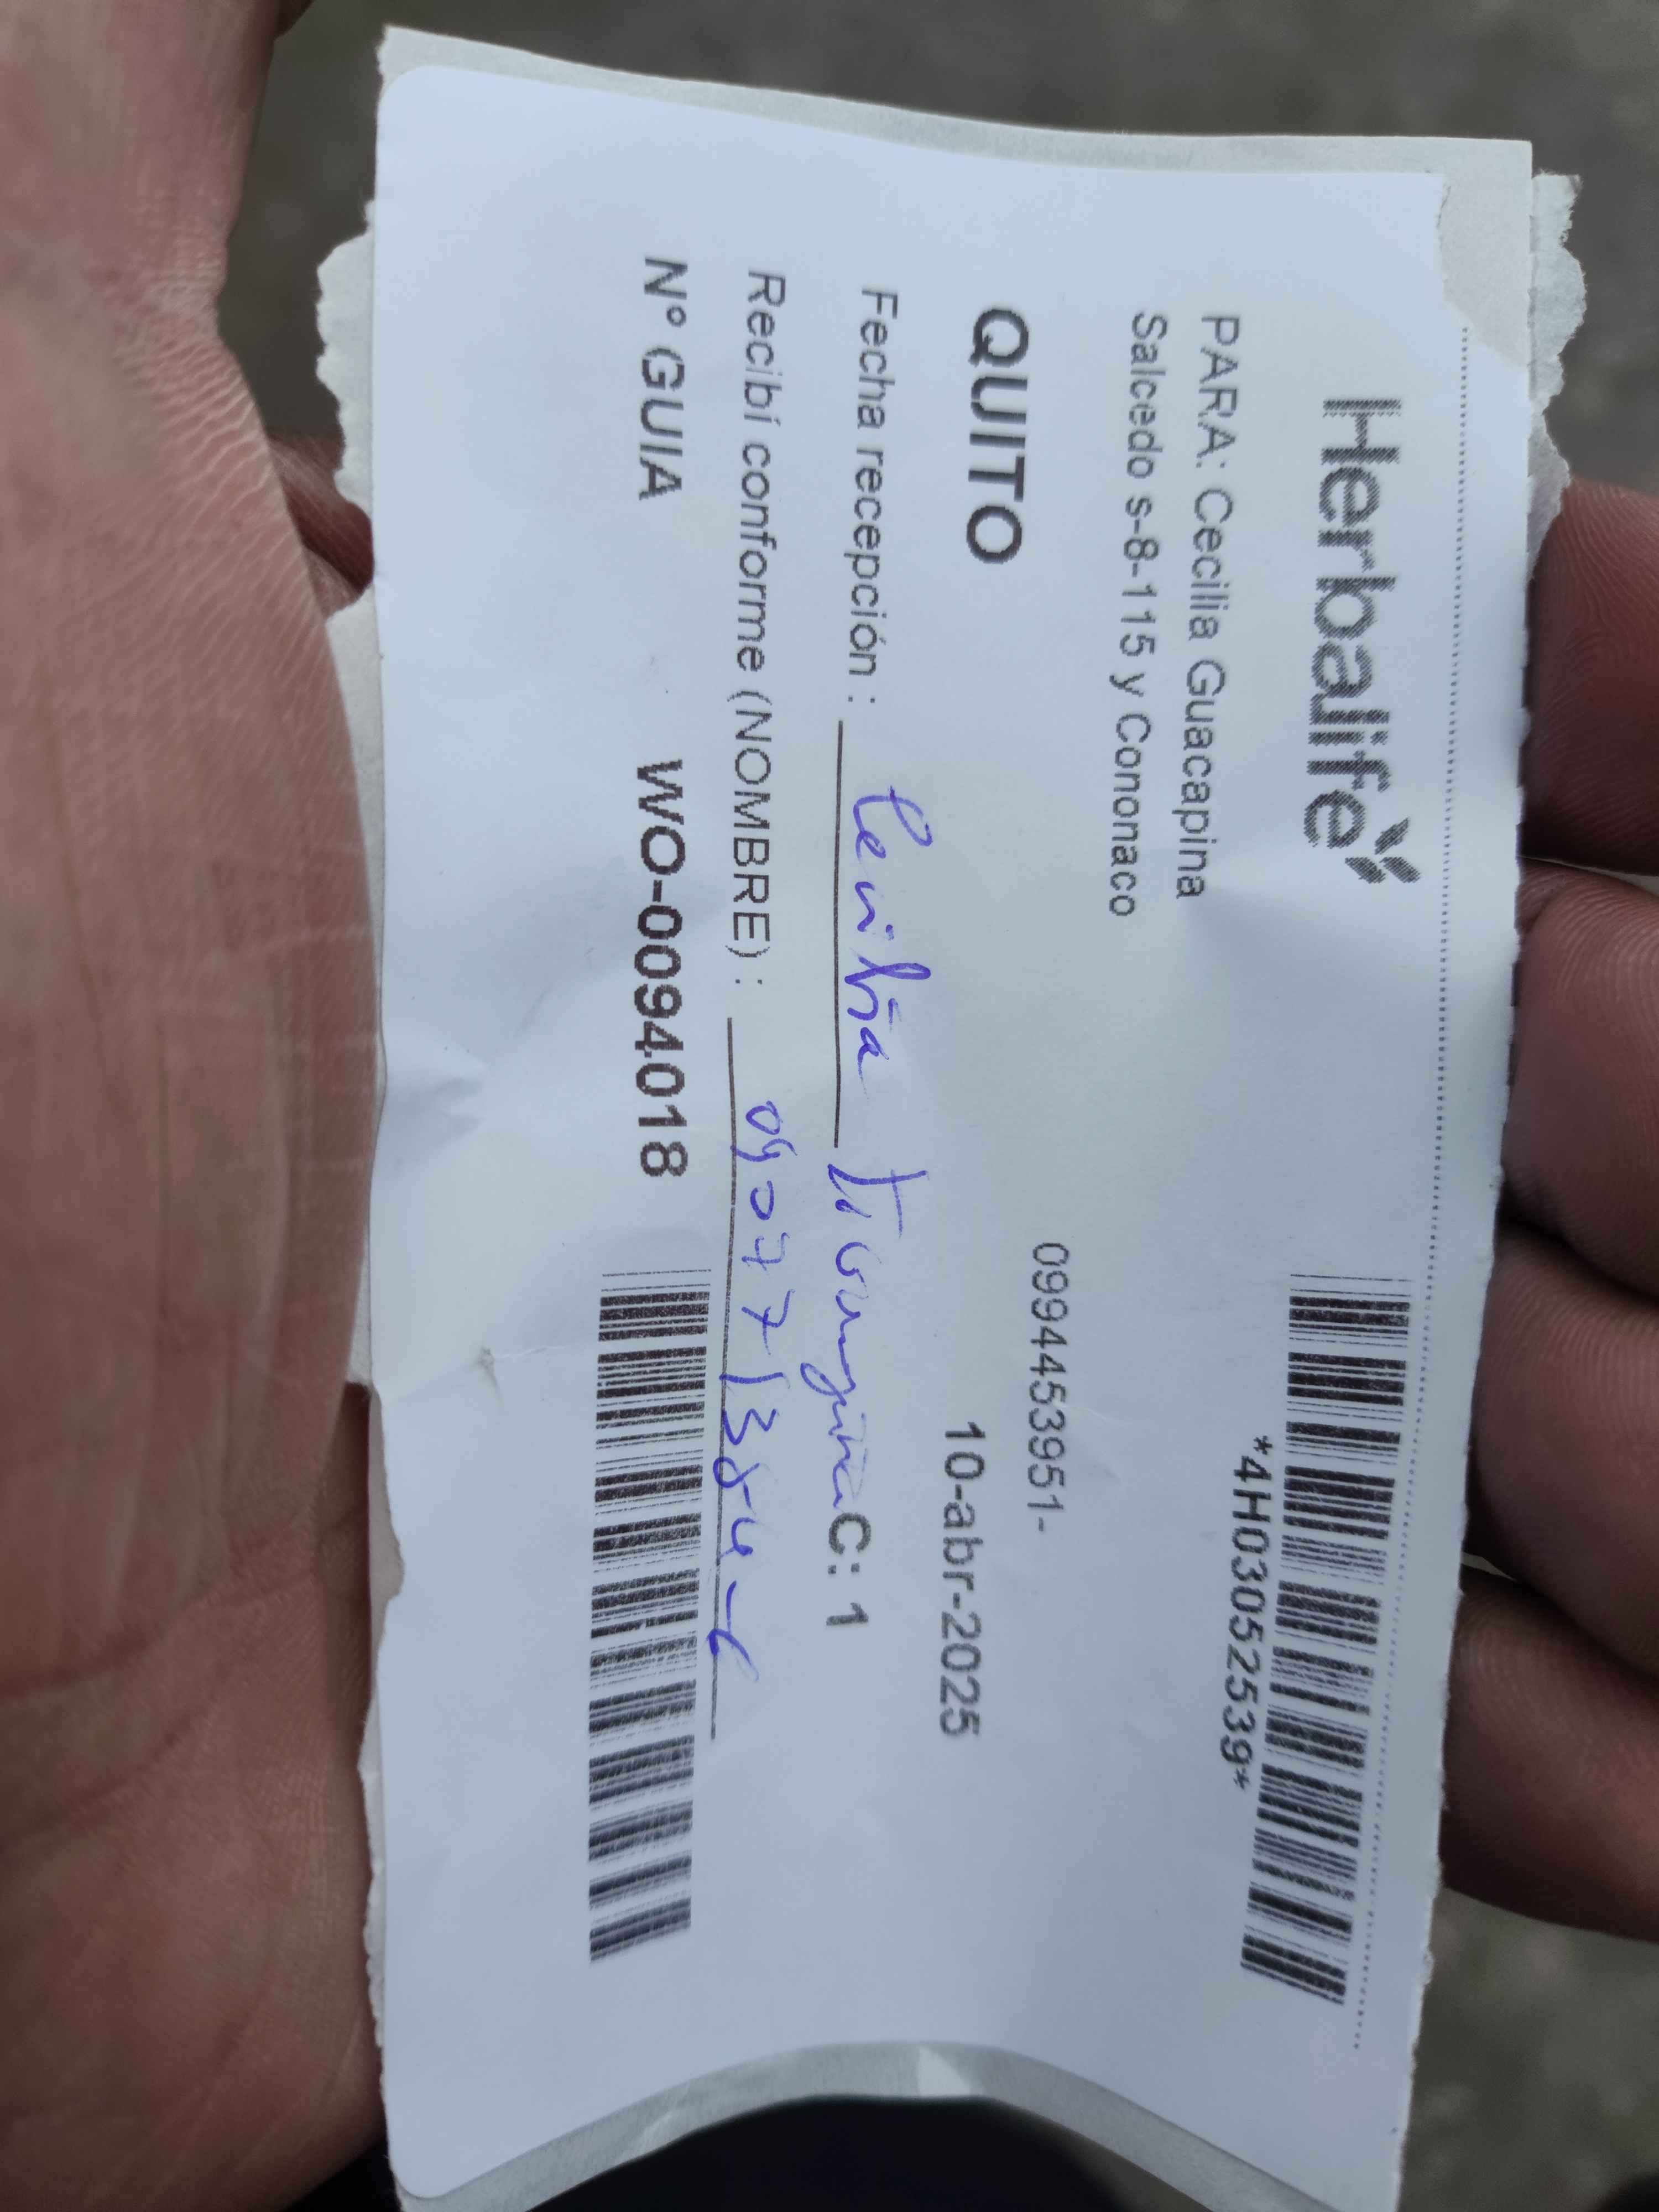 Herbalife
PARA: Cecilia Guacapina
*4H03052539*
Salcedo s-8-115 y Cononaco
0994453951-
QUITO 10-abr-2025
Fecha recepción : Cecilia C: 1
Recibí conforme (NOMBRE) :
Nº GUIA WO-0094018